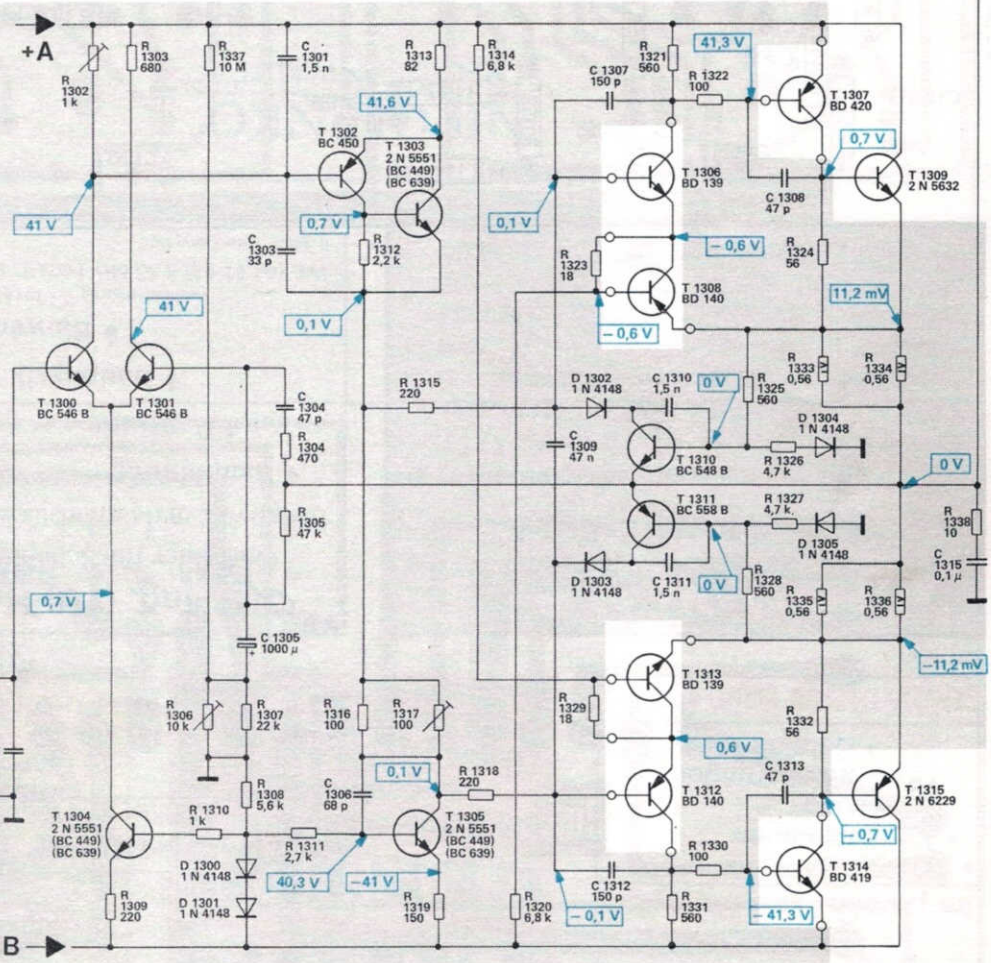 +A
R
1302
1 k
R
1303
680
R
1337
10 M
C
1301
1,5 n
R
1313
82
R
1314
6,8 k
C 1307
150 p
R
1321
560
R 1322
100
41,3 V
T 1307
BD 420
41,6 V
T 1302
BC 450
T 1303
2 N 5551
(BC 449)
(BC 639)
41 V
0,7 V
C
1303
33 p
R
1312
2,2 k
0,1 V
0,1 V
T 1306
BD 139
C 1308
47 p
0,7 V
T 1309
2 N 5632
R
1323
18
– 0,6 V
T 1308
BD 140
– 0,6 V
R
1324
56
11,2 mV
41 V
T 1300
BC 546 B
T 1301
BC 546 B
C
1304
47 p
R
1304
470
R
1305
47 k
R 1315
220
D 1302
1 N 4148
C 1310
1,5 n
0 V
R
1325
560
R
1333
0,56
R
1334
0,56
D 1304
1 N 4148
C
1309
47 n
T 1310
BC 548 B
R 1326
4,7 k
0 V
T 1311
BC 558 B
R 1327
4,7 k
D 1305
1 N 4148
R
1338
10
C
1315
0,1 µ
D 1303
1 N 4148
C 1311
1,5 n
0 V
R
1328
560
R
1335
0,56
R
1336
0,56
0,7 V
C 1305
1000 µ
+
–11,2 mV
R
1306
10 k
R
1307
22 k
R
1316
100
R
1317
100
R
1329
18
T 1313
BD 139
R
1332
56
0,6 V
0,1 V
R
1308
5,6 k
C
1306
68 p
R 1318
220
T 1312
BD 140
C 1313
47 p
T 1315
2 N 6229
– 0,7 V
T 1304
2 N 5551
(BC 449)
(BC 639)
R 1310
1 k
R
1311
2,7 k
T 1305
2 N 5551
(BC 449)
(BC 639)
R 1330
100
T 1314
BD 419
D 1300
1 N 4148
D 1301
1 N 4148
40,3 V
–41 V
C 1312
150 p
– 0,1 V
– 41,3 V
R
1309
220
R
1319
150
R
1320
6,8 k
R
1331
560
B